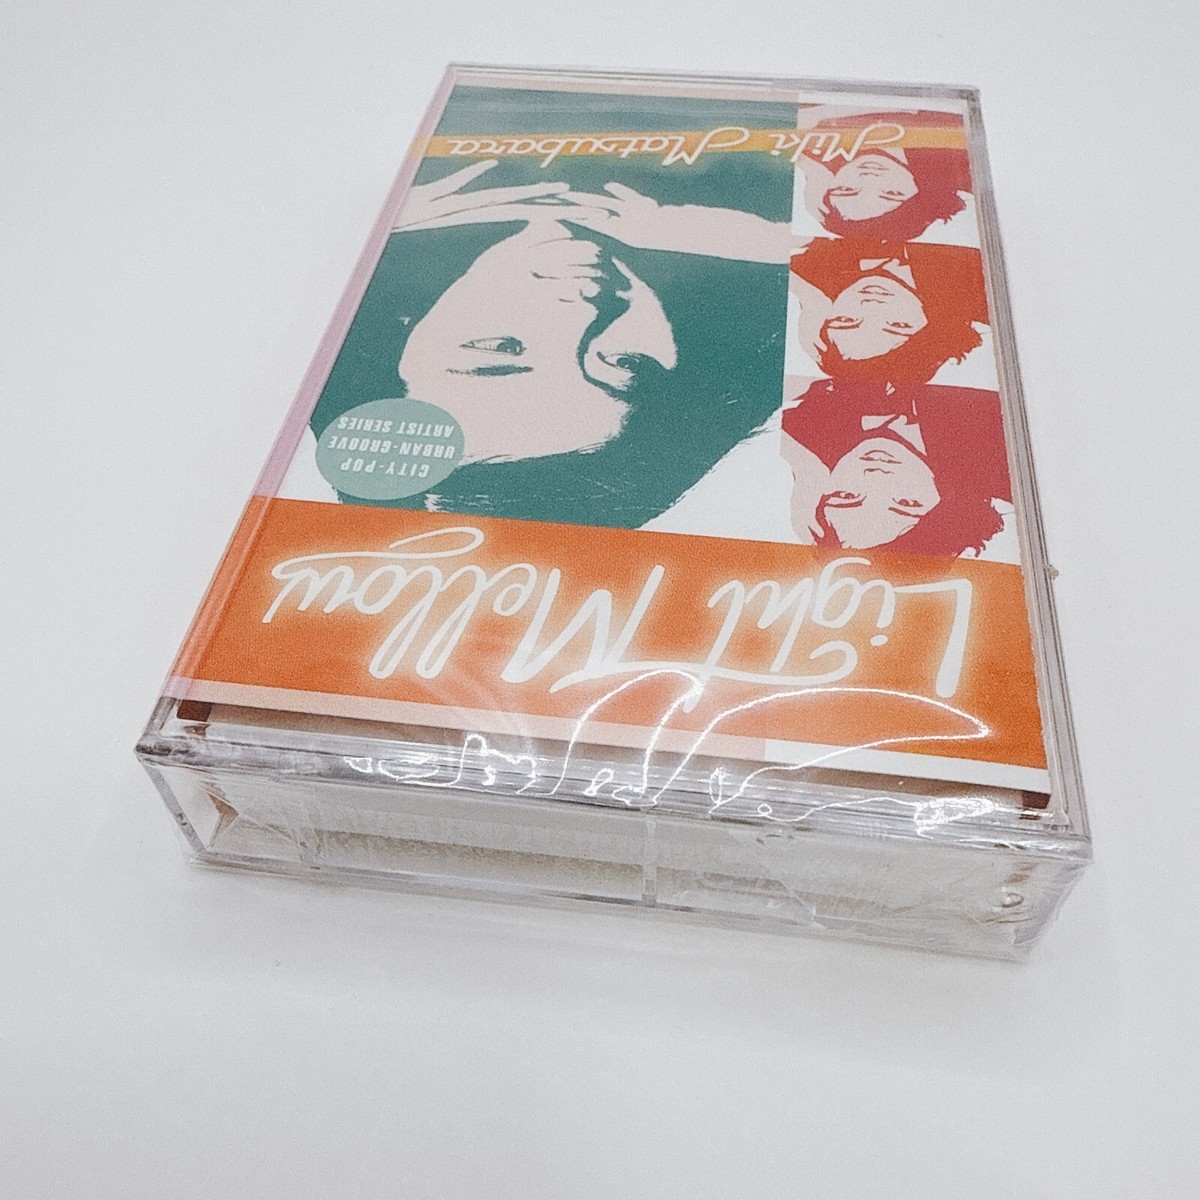 Light Mellow
CITY-POP
URBAN-GROOVE
ARTIST SERIES
Miki Matsubara